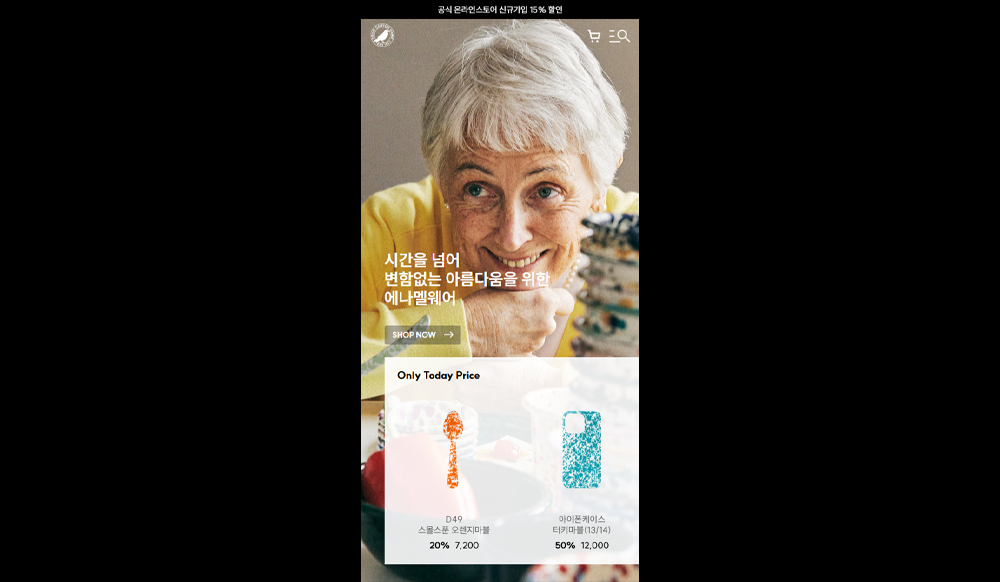 공식 온라인스토어 신규가입 15% 할인
시간을 넘어
변함없는 아름다움을 위한
에나멜웨어
SHOP NOW
Only Today Price
D49
스몰스푼 오렌지마블
20% 7,200
아이폰케이스
터키마블(13/14)
50% 12,000